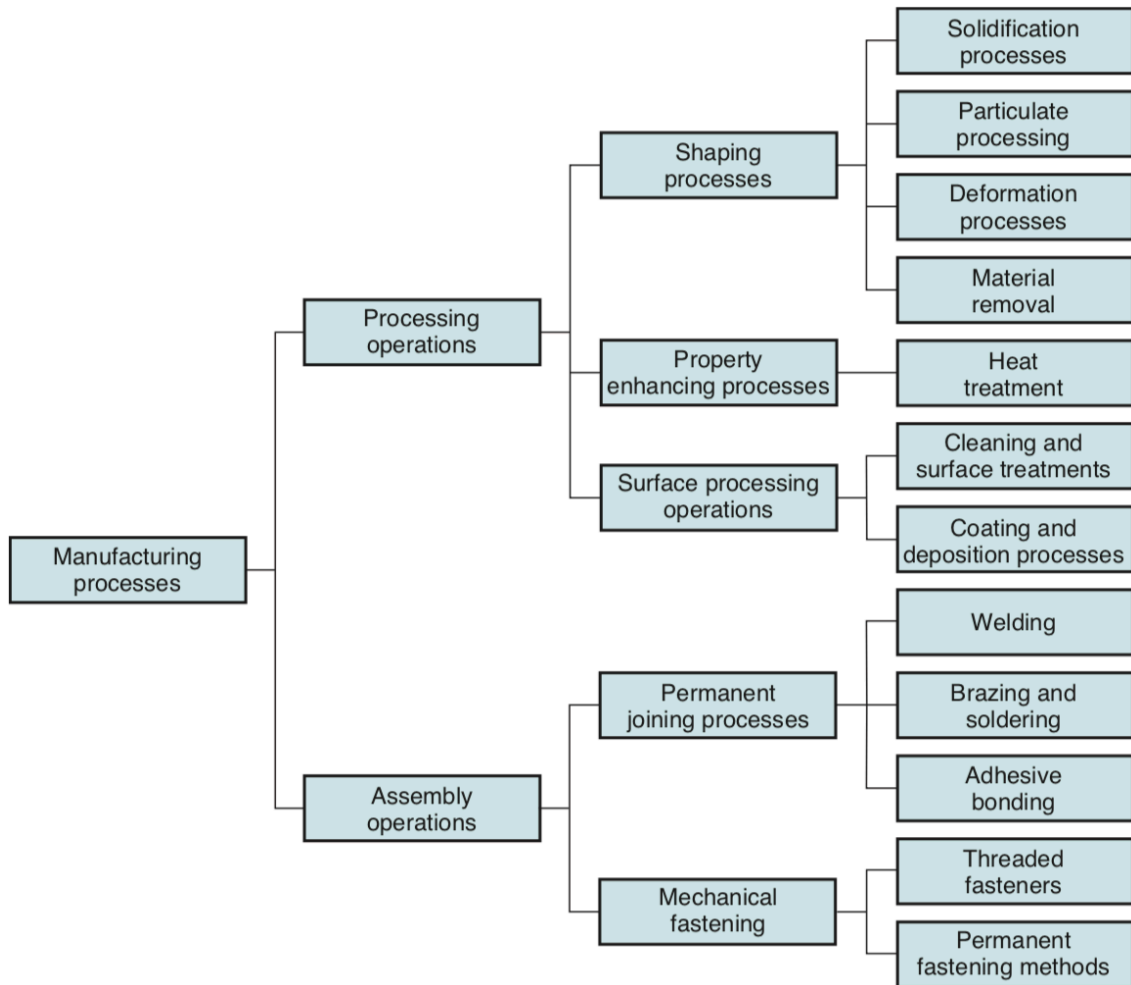 Solidification
processes
Particulate
processing
Shaping
processes
Deformation
processes
Material
removal
Processing
operations
Property
enhancing processes
Heat
treatment
Cleaning and
surface treatments
Surface processing
operations
Coating and
deposition processes
Manufacturing
processes
Welding
Permanent
joining processes
Brazing and
soldering
Assembly
operations
Adhesive
bonding
Threaded
fasteners
Mechanical
fastening
Permanent
fastening methods